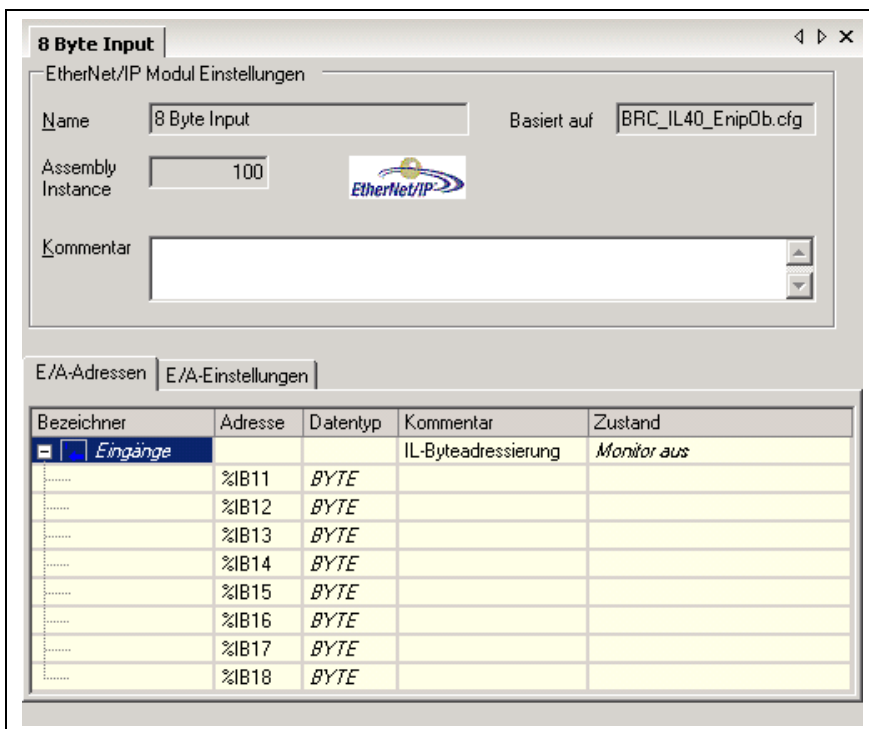 8 Byte Input
EtherNet/IP Modul Einstellungen
Name 8 Byte Input Basiert auf BRC_IL40_EnipOb.cfg
Assembly Instance 100 EtherNet/IP
Kommentar
E/A-Adressen E/A-Einstellungen
Bezeichner Adresse Datentyp Kommentar Zustand
Eingänge IL-Byteadressierung Monitor aus
%IB11 BYTE
%IB12 BYTE
%IB13 BYTE
%IB14 BYTE
%IB15 BYTE
%IB16 BYTE
%IB17 BYTE
%IB18 BYTE